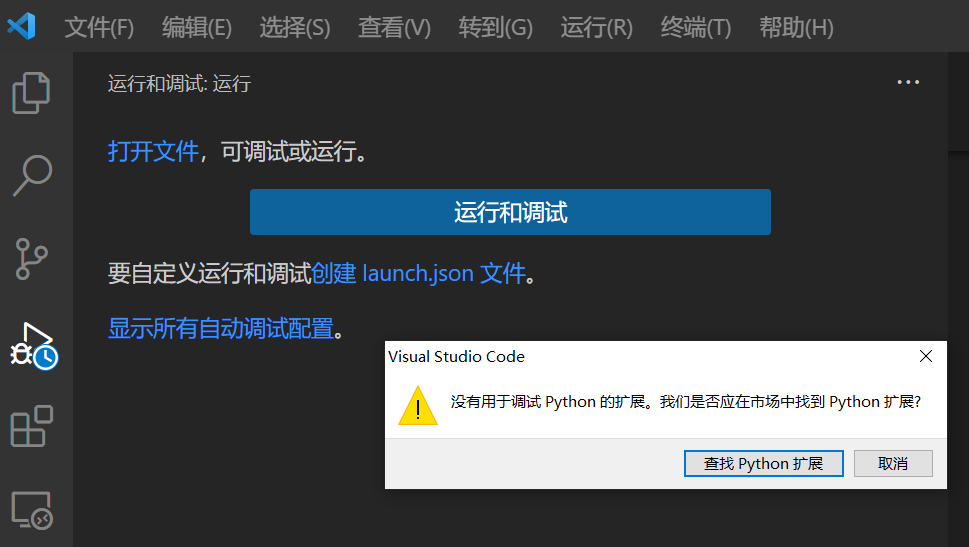 文件(F) 编辑(E) 选择(S) 查看(V) 转到(G) 运行(R) 终端(T) 帮助(H)
运行和调试: 运行
打开文件，可调试或运行。
运行和调试
要自定义运行和调试创建 launch.json 文件。
显示所有自动调试配置。
Visual Studio Code
没有用于调试 Python 的扩展。我们是否应在市场中找到 Python 扩展?
查找 Python 扩展 取消